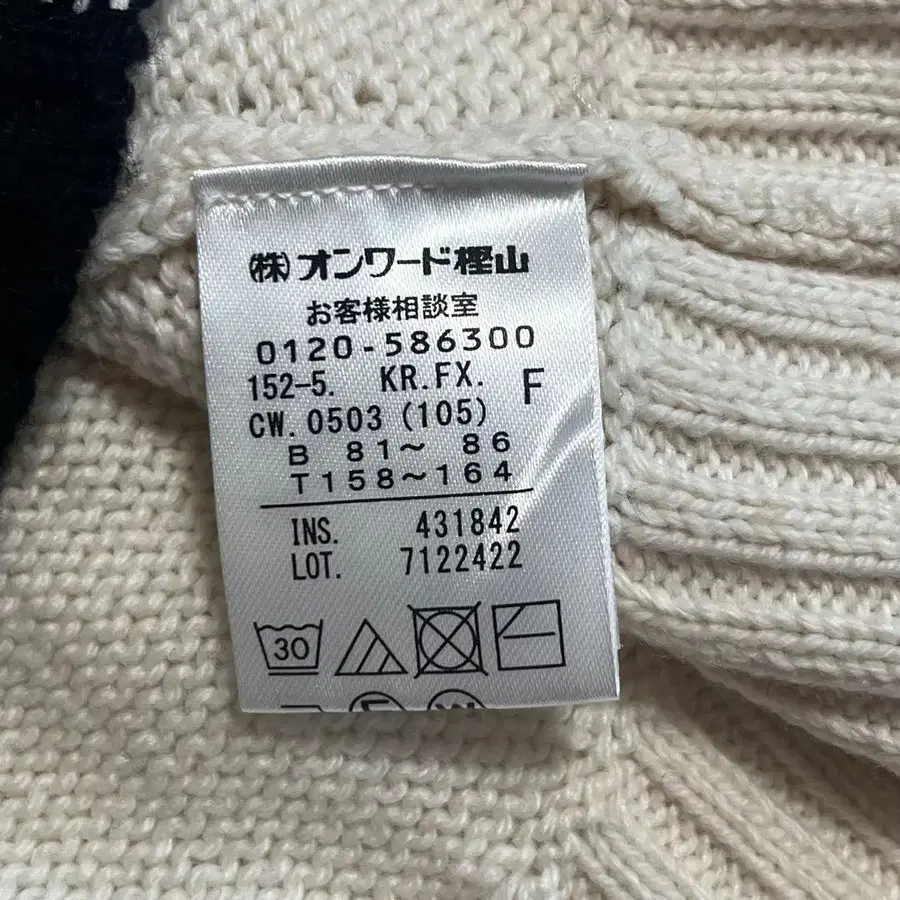 (株)オンワード樫山
お客様相談室
0120-586300
152-5. KR.FX. F
CW.0503 (105)
B 81～ 86
T158～164
INS. 431842
LOT. 7122422
30